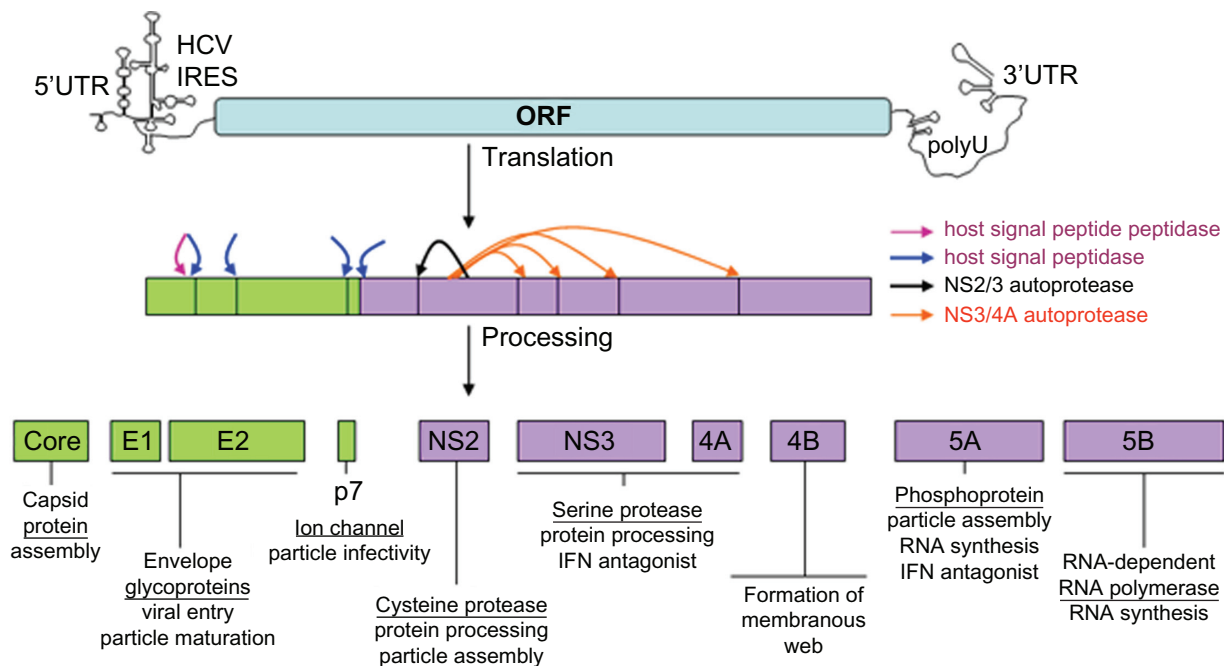 5'UTR
HCV
IRES
ORF
3'UTR
polyU
Translation
host signal peptide peptidase
host signal peptidase
NS2/3 autoprotease
NS3/4A autoprotease
Processing
Core
E1
E2
p7
NS2
NS3
4A
4B
5A
5B
Capsid
protein
assembly
Envelope
glycoproteins
viral entry
particle maturation
Ion channel
particle infectivity
Cysteine protease
protein processing
particle assembly
Serine protease
protein processing
IFN antagonist
Formation of
membranous
web
Phosphoprotein
particle assembly
RNA synthesis
IFN antagonist
RNA-dependent
RNA polymerase
RNA synthesis